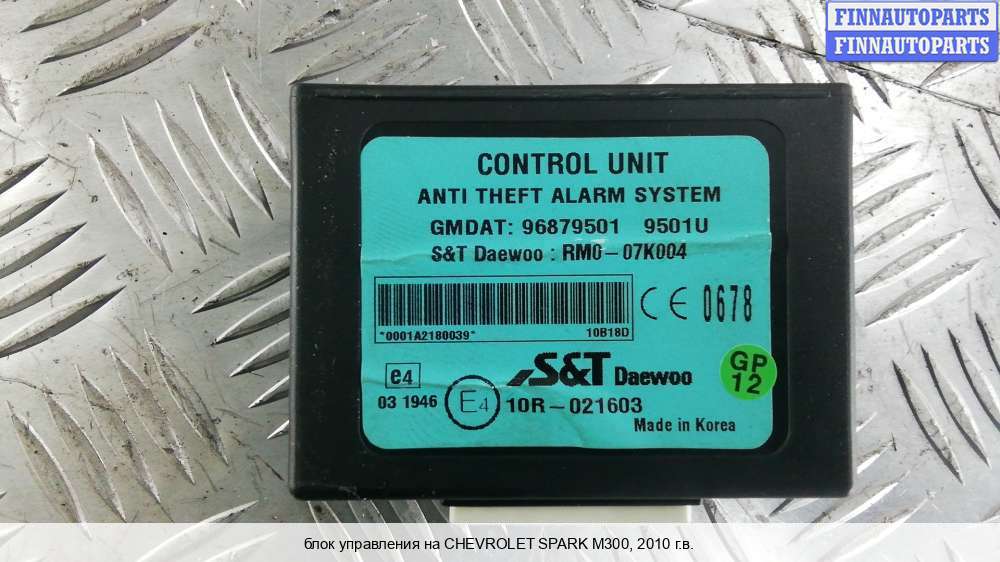 FINNAUTOPARTS
FINNAUTOPARTS
CONTROL UNIT
ANTI THEFT ALARM SYSTEM
GMDAT: 96879501 9501U
S&T Daewoo : RM0-07K004
CE 0678
*0001A2180039* 10B18D
e4
03 1946
E4
S&T Daewoo
10R-021603
GP
12
Made in Korea
блок управления на CHEVROLET SPARK M300, 2010 г.в.